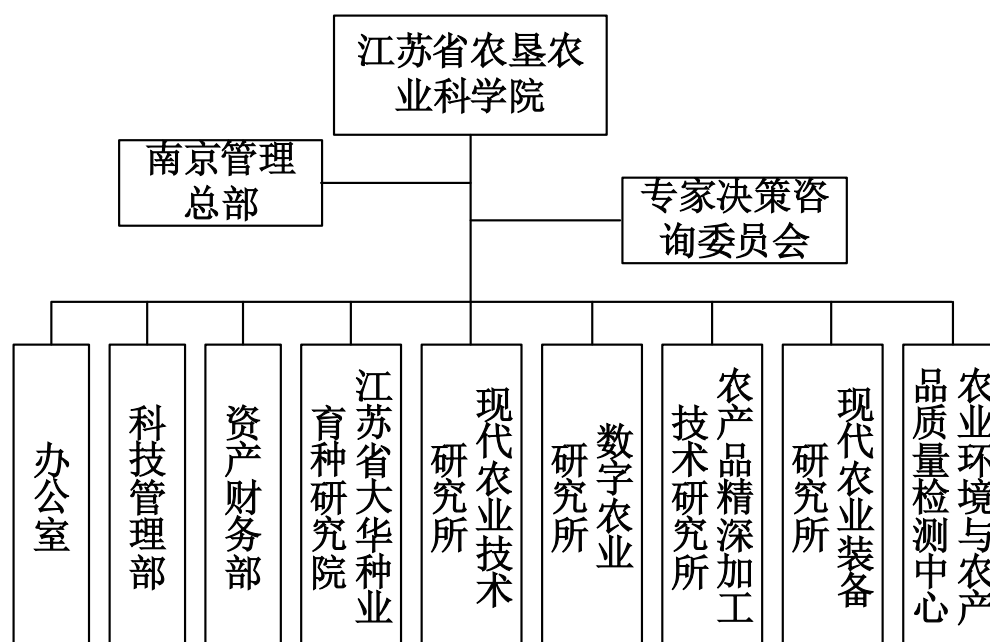 江苏省农垦农
业科学院
南京管理
总部
专家决策咨
询委员会
办公室
科技管理部
资产财务部
江苏省大华种业
育种研究院
现代农业技术
研究所
数字农业
研究所
农产品精深加工
技术研究所
现代农业装备
研究所
农业环境与农产
品质量检测中心